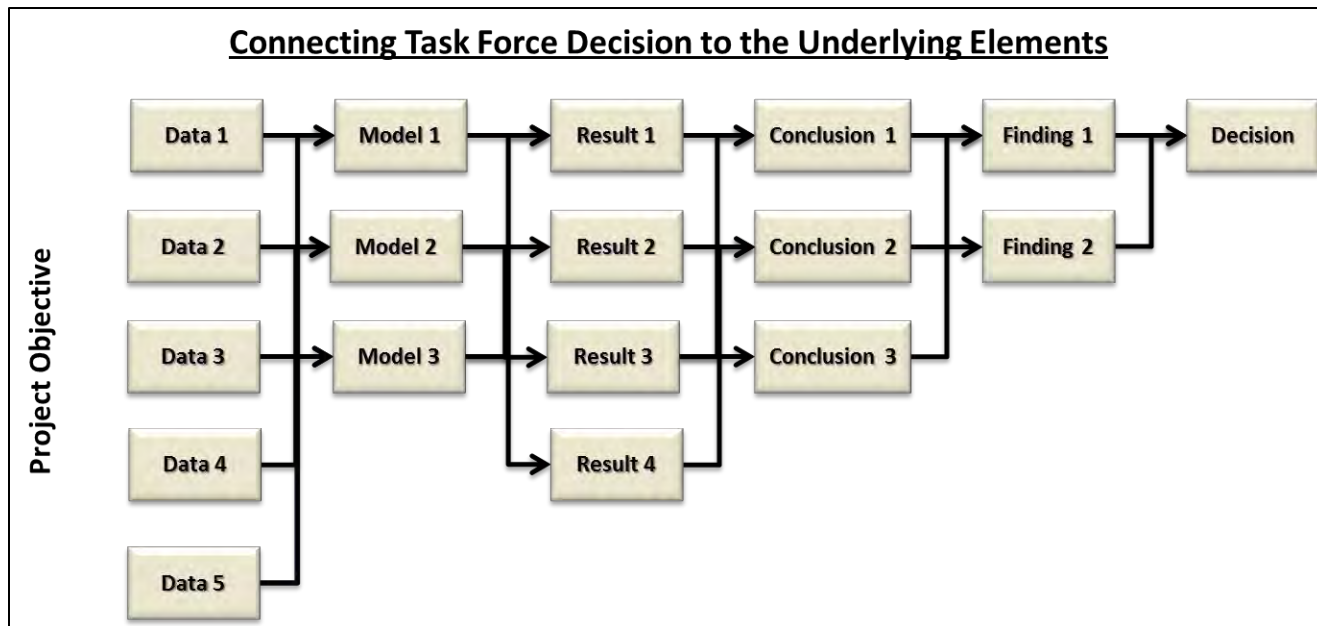 Connecting Task Force Decision to the Underlying Elements
Project Objective
Data 1
Model 1
Result 1
Conclusion 1
Finding 1
Decision
Data 2
Model 2
Result 2
Conclusion 2
Finding 2
Data 3
Model 3
Result 3
Conclusion 3
Data 4
Result 4
Data 5